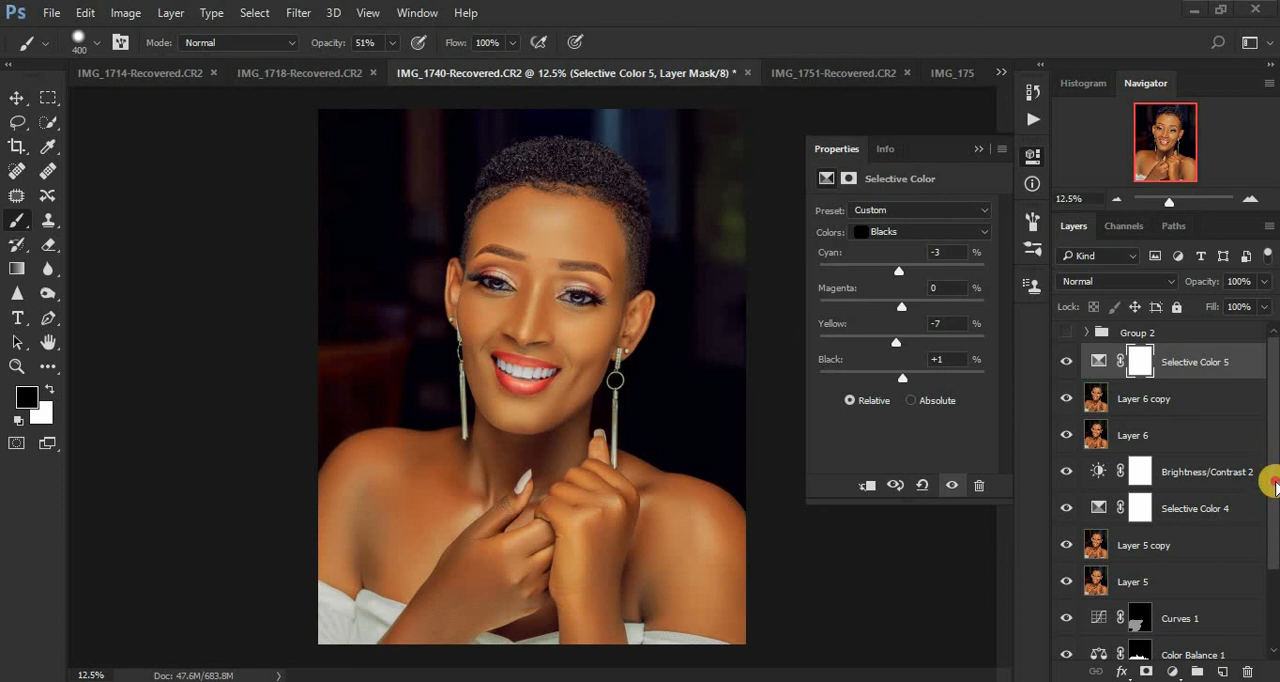 Ps File Edit Image Layer Type Select Filter 3D View Window Help
400 Mode: Normal Opacity: 51% Flow: 100%
IMG_1714-Recovered.CR2 × IMG_1718-Recovered.CR2 × IMG_1740-Recovered.CR2 @ 12.5% (Selective Color 5, Layer Mask/8) * × IMG_1751-Recovered.CR2 × IMG_175
Histogram Navigator
Properties Info
Selective Color
Preset: Custom
Colors: Blacks
Cyan: -3 %
Magenta: 0 %
Yellow: -7 %
Black: +1 %
Relative Absolute
12.5%
Layers Channels Paths
Kind
Normal Opacity: 100%
Lock: Fill: 100%
Group 2
Selective Color 5
Layer 6 copy
Layer 6
Brightness/Contrast 2
Selective Color 4
Layer 5 copy
Layer 5
Curves 1
Color Balance 1
fx
12.5% Doc: 47.6M/683.8M